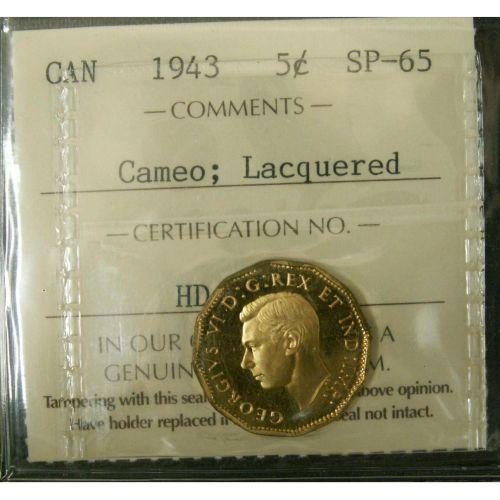 CAN 1943 5¢ SP-65
— COMMENTS —
Cameo; Lacquered
— CERTIFICATION NO. —
HD
GEORGIVS VI D:G:REX ET IND:IMP:
IN OUR A
GENUIN M.
Tampering with this seal above opinion.
Have holder replaced if seal not intact.